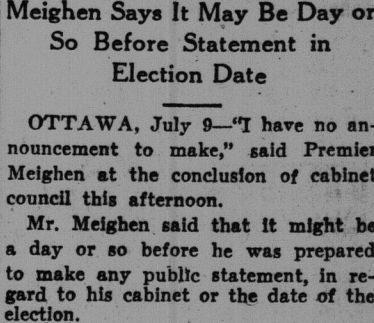 Meighen Says It May Be Day or
So Before Statement in
Election Date
OTTAWA, July 9—"I have no an-
nouncement to make," said Premier
Meighen at the conclusion of cabinet
council this afternoon.
Mr. Meighen said that it might be
a day or so before he was prepared
to make any public statement, in re-
gard to his cabinet or the date of the
election.